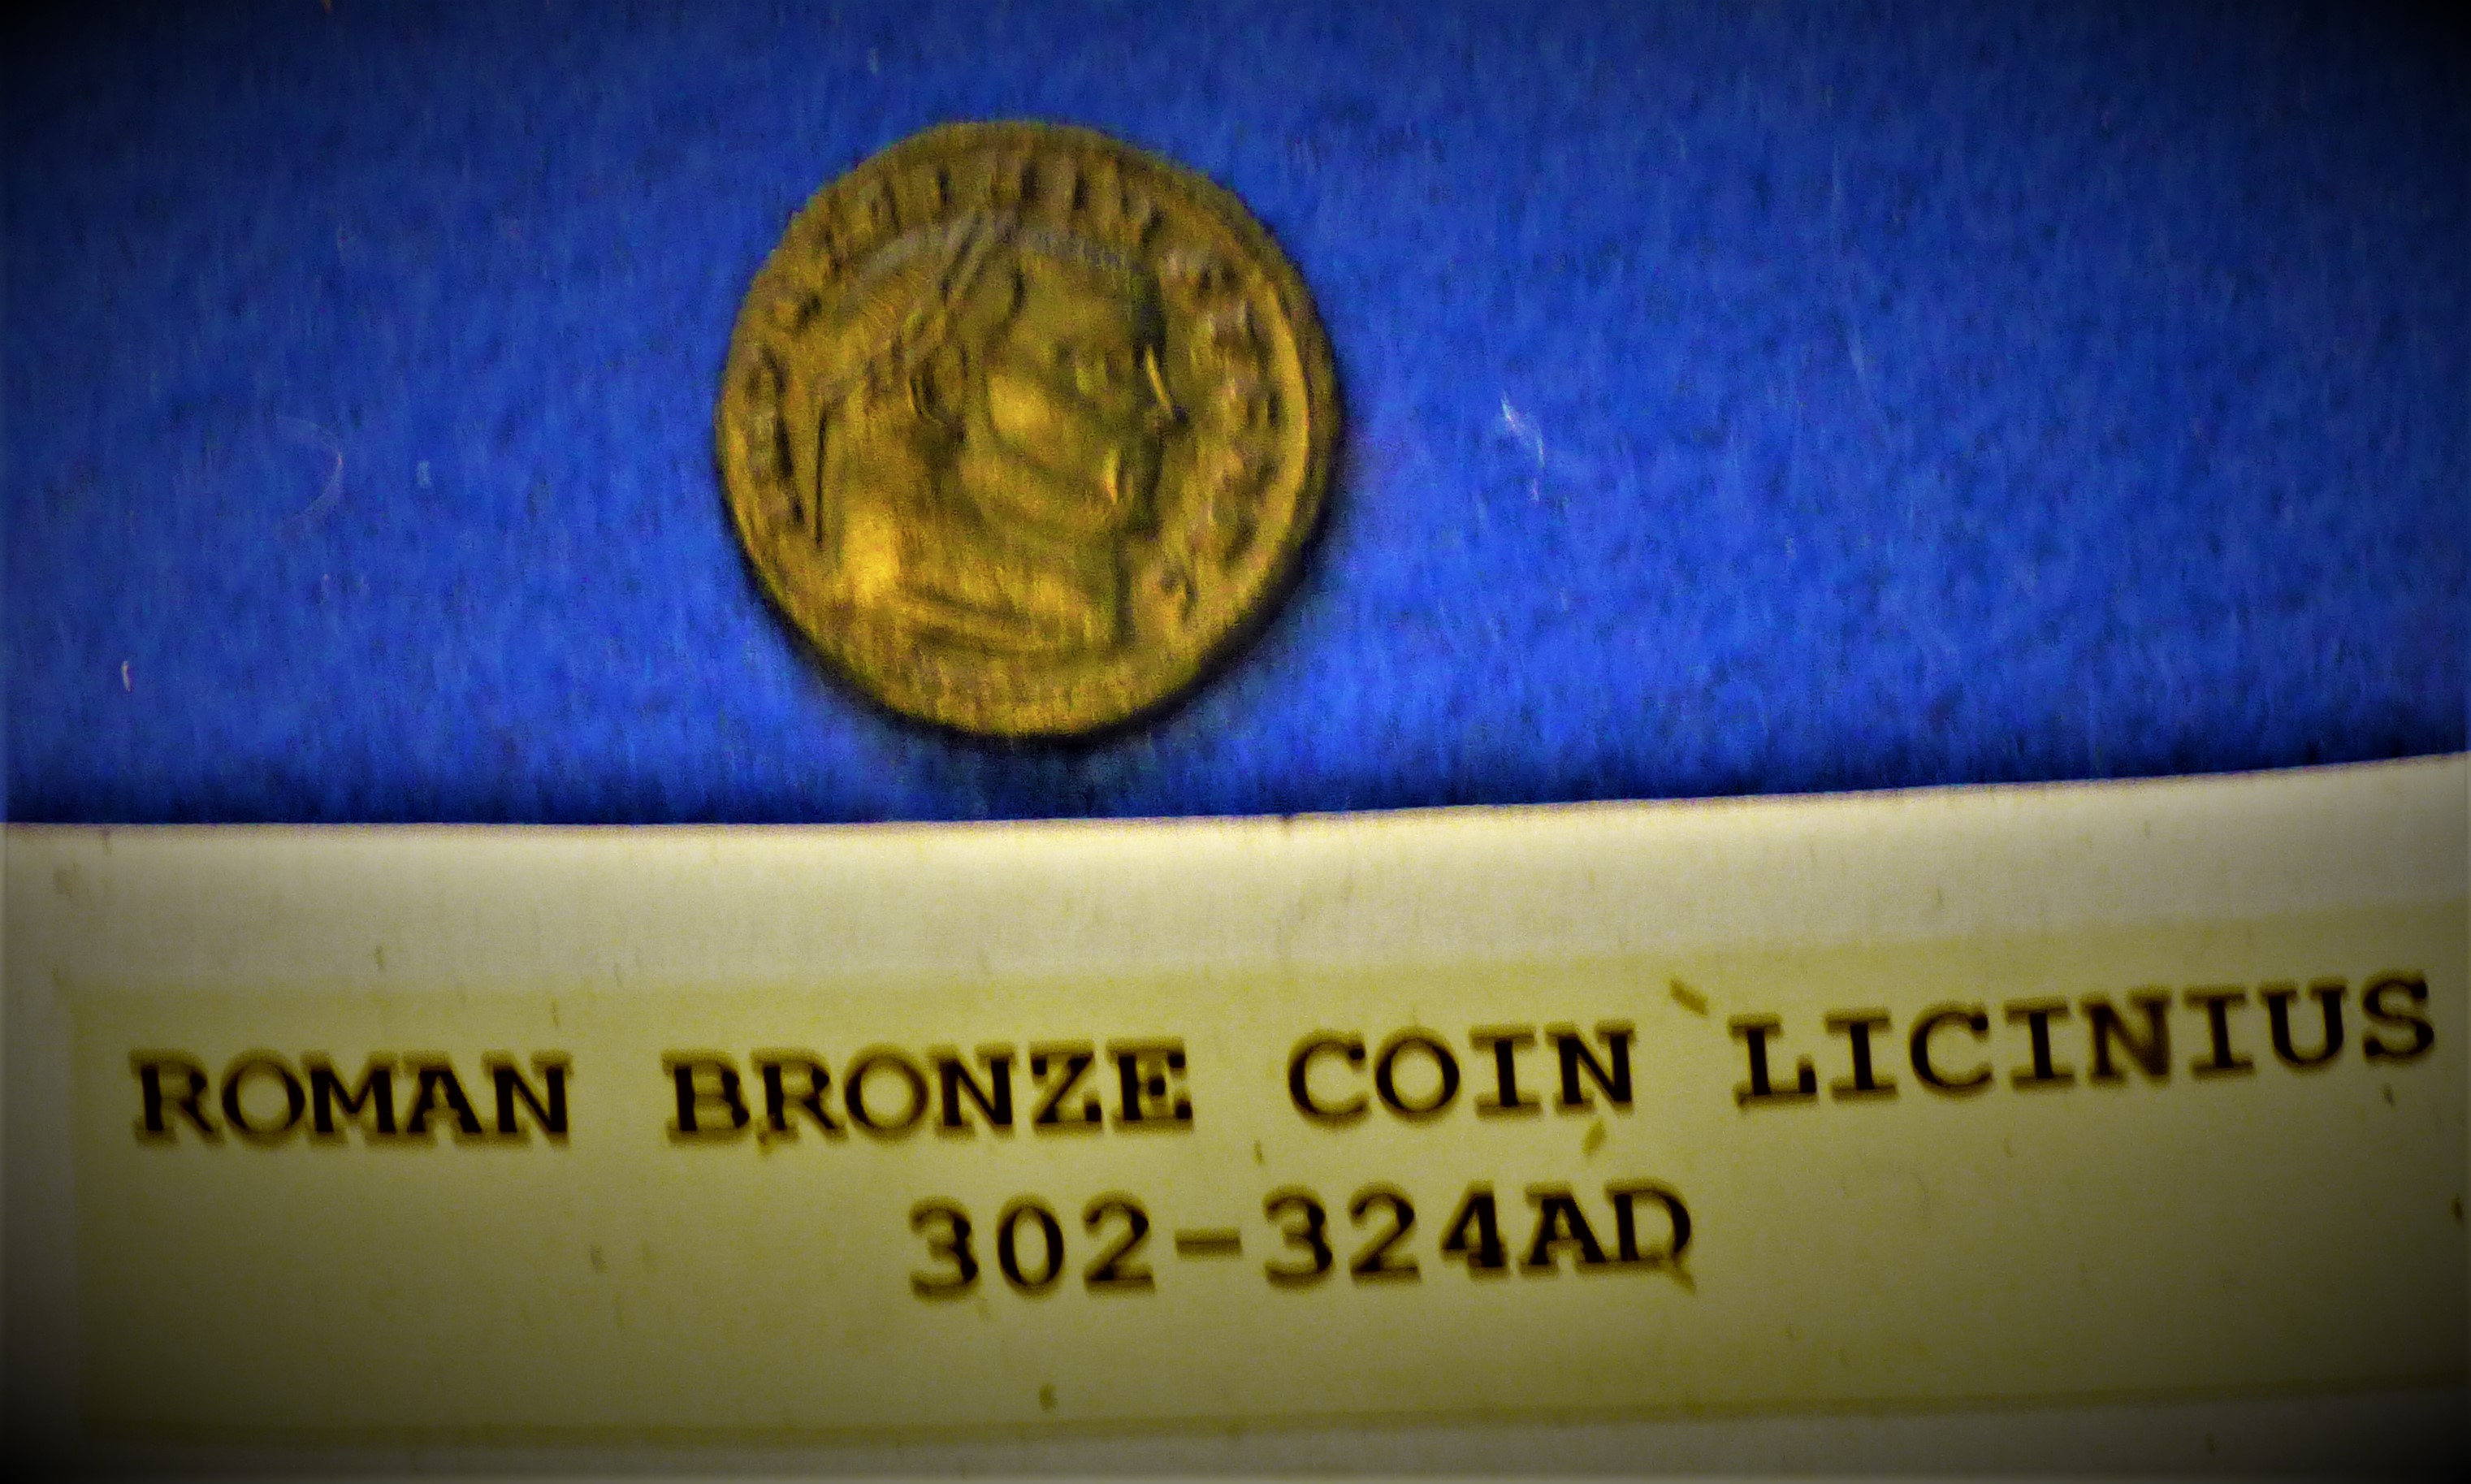 ROMAN BRONZE COIN LICINIUS
302-324AD